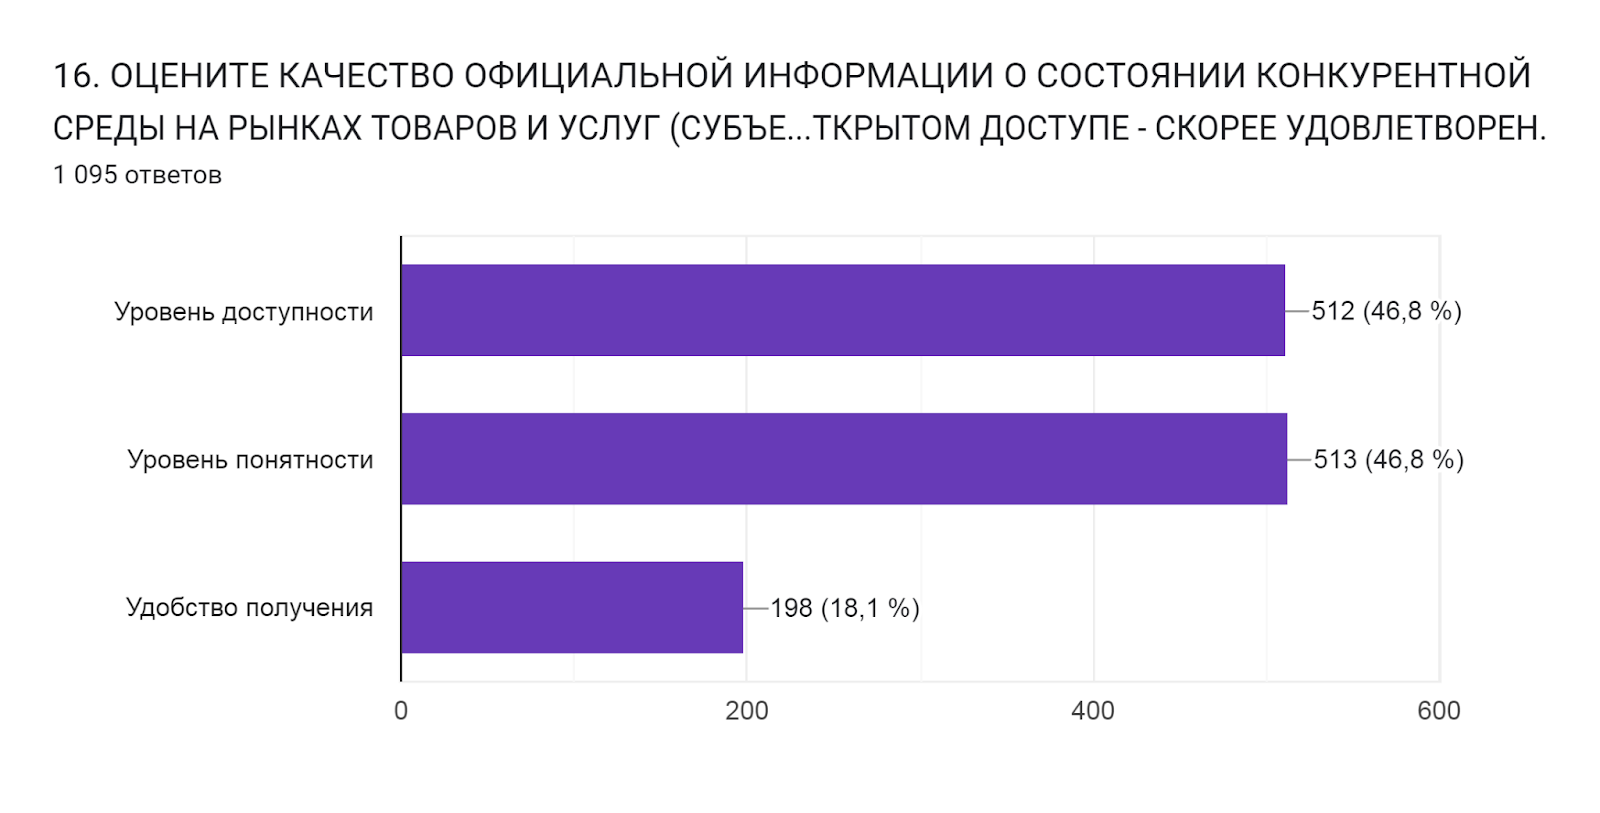 16. ОЦЕНИТЕ КАЧЕСТВО ОФИЦИАЛЬНОЙ ИНФОРМАЦИИ О СОСТОЯНИИ КОНКУРЕНТНОЙ
СРЕДЫ НА РЫНКАХ ТОВАРОВ И УСЛУГ (СУБЪЕ...ТКРЫТОМ ДОСТУПЕ - СКОРЕЕ УДОВЛЕТВОРЕН.
1 095 ответов
Уровень доступности
512 (46,8 %)
Уровень понятности
513 (46,8 %)
Удобство получения
198 (18,1 %)
0 200 400 600